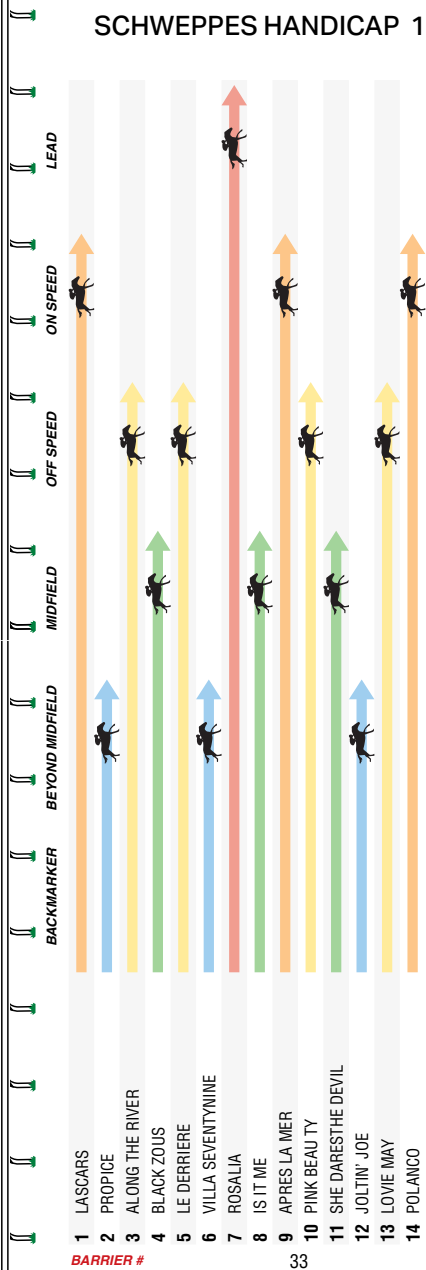 SCHWEPPES HANDICAP 1
LEAD
ON SPEED
OFF SPEED
MIDFIELD
BEYOND MIDFIELD
BACKMARKER
1 LASCARS
2 PROPICE
3 ALONG THE RIVER
4 BLACK ZOUS
5 LE DERRIERE
6 VILLA SEVENTYNINE
7 ROSALIA
8 IS IT ME
9 APRES LA MER
10 PINK BEAU TY
11 SHE DARESTHE DEVIL
12 JOLTIN' JOE
13 LOVIE MAY
14 POLANCO
BARRIER #
33